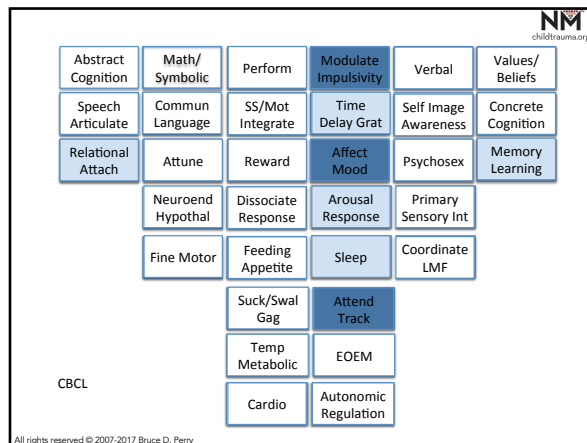 NM
childtrauma.org
Abstract
Cognition
Math/
Symbolic
Perform
Modulate
Impulsivity
Verbal
Values/
Beliefs
Speech
Articulate
Commun
Language
SS/Mot
Integrate
Time
Delay Grat
Self Image
Awareness
Concrete
Cognition
Relational
Attach
Attune
Reward
Affect
Mood
Psychosex
Memory
Learning
Neuroend
Hypothal
Dissociate
Response
Arousal
Response
Primary
Sensory Int
Fine Motor
Feeding
Appetite
Sleep
Coordinate
LMF
Suck/Swal
Gag
Attend
Track
Temp
Metabolic
EOEM
CBCL
Cardio
Autonomic
Regulation
All rights reserved © 2007-2017 Bruce D. Perry